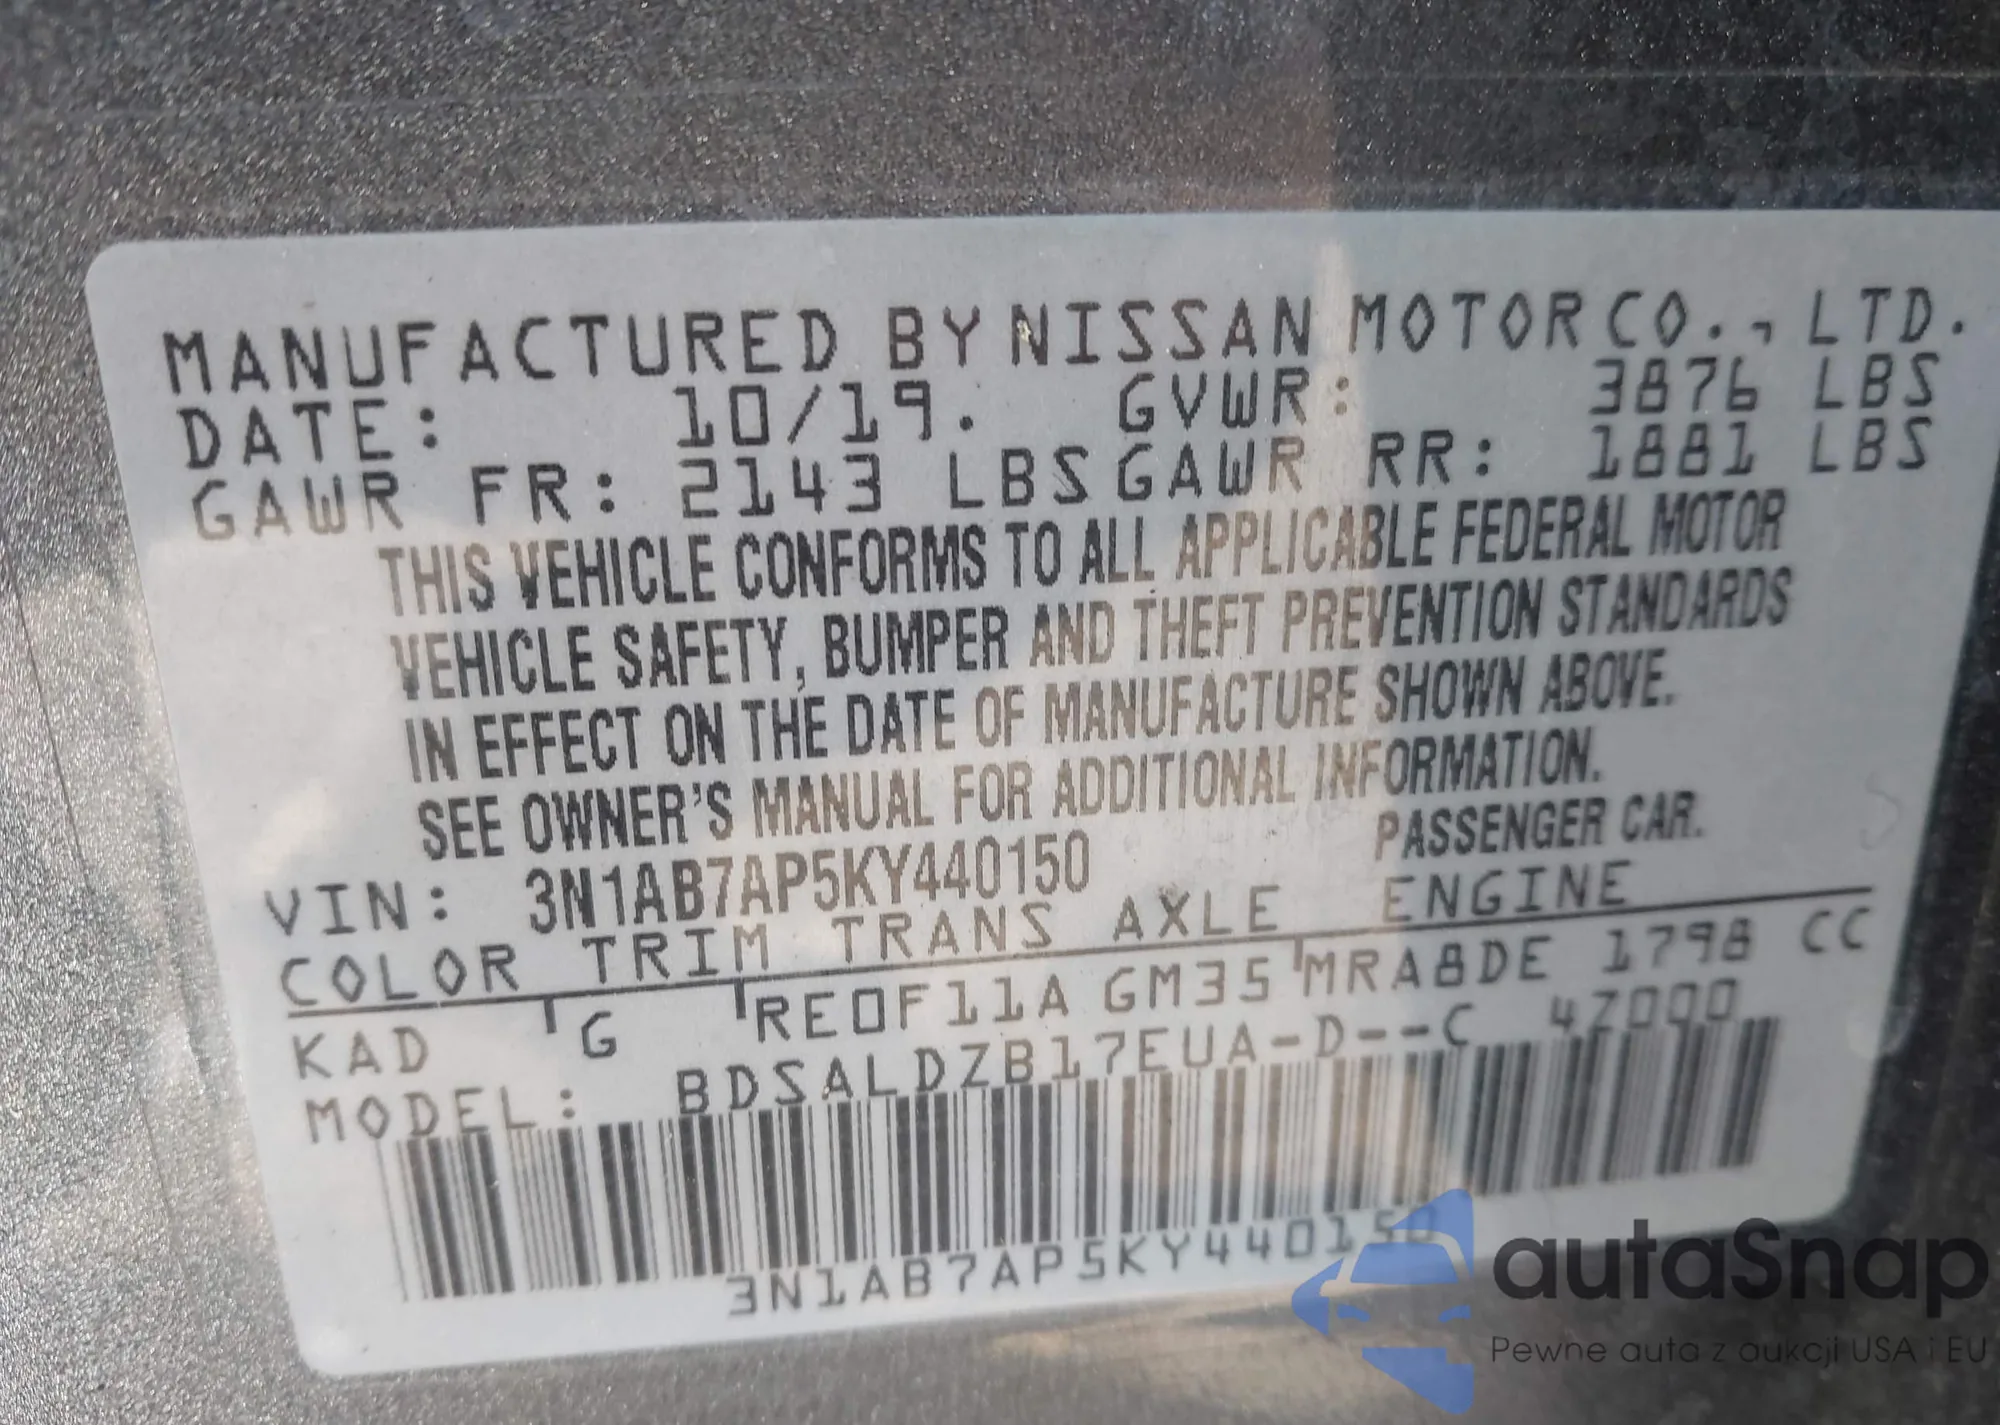 MANUFACTURED BY NISSAN MOTOR CO., LTD.
DATE: 10/19. GVWR: 3876 LBS
GAWR FR: 2143 LBS GAWR RR: 1881 LBS
THIS VEHICLE CONFORMS TO ALL APPLICABLE FEDERAL MOTOR
VEHICLE SAFETY, BUMPER AND THEFT PREVENTION STANDARDS
IN EFFECT ON THE DATE OF MANUFACTURE SHOWN ABOVE.
SEE OWNER'S MANUAL FOR ADDITIONAL INFORMATION.
VIN: 3N1AB7AP5KY440150 PASSENGER CAR.
COLOR TRIM TRANS AXLE ENGINE
KAD G RE0F11A GM35 MRA8DE 1798 CC
MODEL: BDSALDZB17EUA-D--C 4Z000
3N1AB7AP5KY440150
autaSnap
Pewne auta z aukcji USA i EU